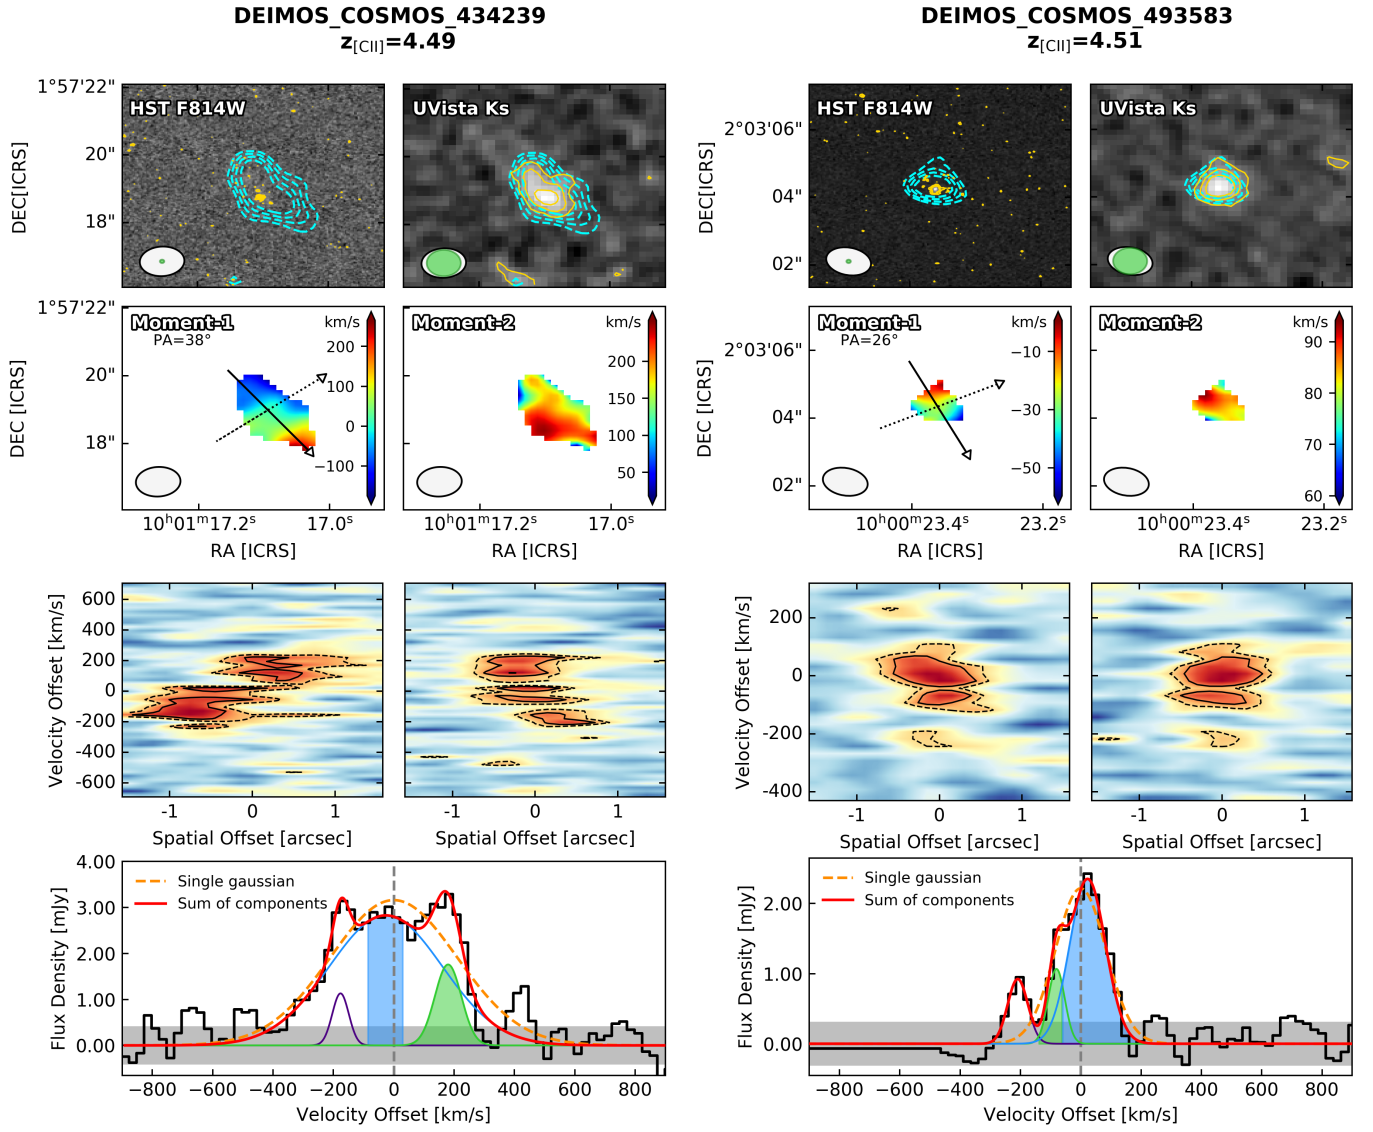 DEIMOS_COSMOS_434239
z[CII]=4.49
DEIMOS_COSMOS_493583
z[CII]=4.51
1°57'22"
20"
18"
DEC[ICRS]
HST F814W
UVista Ks
2°03'06"
04"
02"
DEC[ICRS]
HST F814W
UVista Ks
1°57'22"
20"
18"
DEC [ICRS]
Moment-1
PA=38°
km/s
200
100
0
−100
Moment-2
km/s
200
150
100
50
10h01m17.2s
17.0s
RA [ICRS]
10h01m17.2s
17.0s
RA [ICRS]
2°03'06"
04"
02"
DEC [ICRS]
Moment-1
PA=26°
km/s
−10
−30
−50
Moment-2
km/s
90
80
70
60
10h00m23.4s
23.2s
RA [ICRS]
10h00m23.4s
23.2s
RA [ICRS]
Velocity Offset [km/s]
600
400
200
0
-200
-400
-600
-1 0 1
Spatial Offset [arcsec]
-1 0 1
Spatial Offset [arcsec]
Velocity Offset [km/s]
200
0
-200
-400
-1 0 1
Spatial Offset [arcsec]
-1 0 1
Spatial Offset [arcsec]
Flux Density [mJy]
4.00
3.00
2.00
1.00
0.00
Single gaussian
Sum of components
−800 −600 −400 −200 0 200 400 600 800
Velocity Offset [km/s]
Flux Density [mJy]
2.00
1.00
0.00
Single gaussian
Sum of components
−800 −600 −400 −200 0 200 400 600 800
Velocity Offset [km/s]